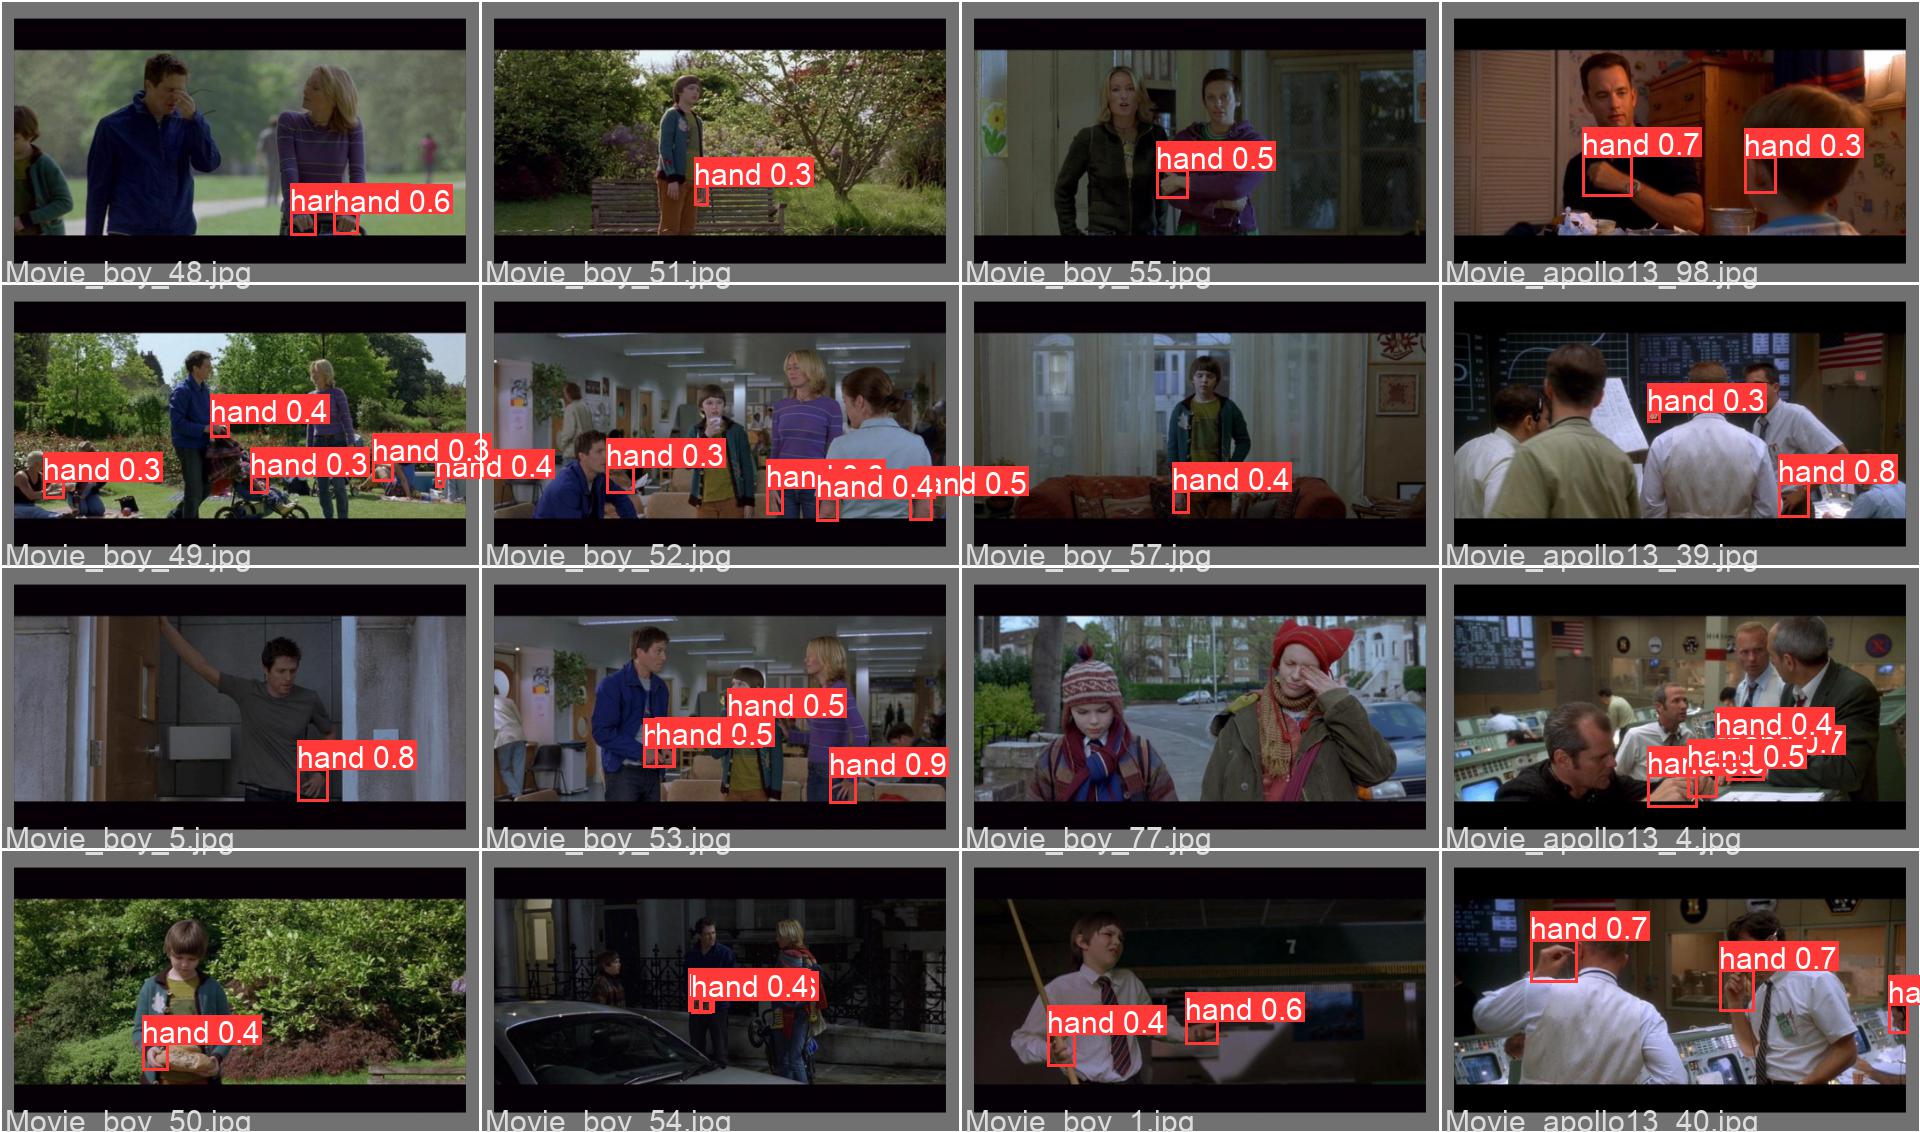 harhand 0.6
Movie_boy_48.jpg
hand 0.3
Movie_boy_51.jpg
hand 0.5
Movie_boy_55.jpg
hand 0.7
hand 0.3
Movie_apollo13_98.jpg
hand 0.4
hand 0.3
hand 0.3
hand 0.3
hand 0.4
Movie_boy_49.jpg
hand 0.3
han
hand 0.4
and 0.5
Movie_boy_52.jpg
hand 0.4
Movie_boy_57.jpg
hand 0.3
hand 0.8
Movie_apollo13_39.jpg
hand 0.8
Movie_boy_5.jpg
hand 0.5
hand 0.5
hand 0.9
Movie_boy_53.jpg
Movie_boy_77.jpg
hand 0.4
0.7
hand 0.5
Movie_apollo13_4.jpg
hand 0.4
Movie_boy_50.jpg
hand 0.4
Movie_boy_54.jpg
7
hand 0.4
hand 0.6
Movie_boy_1.jpg
hand 0.7
hand 0.7
ha
Movie_apollo13_40.jpg